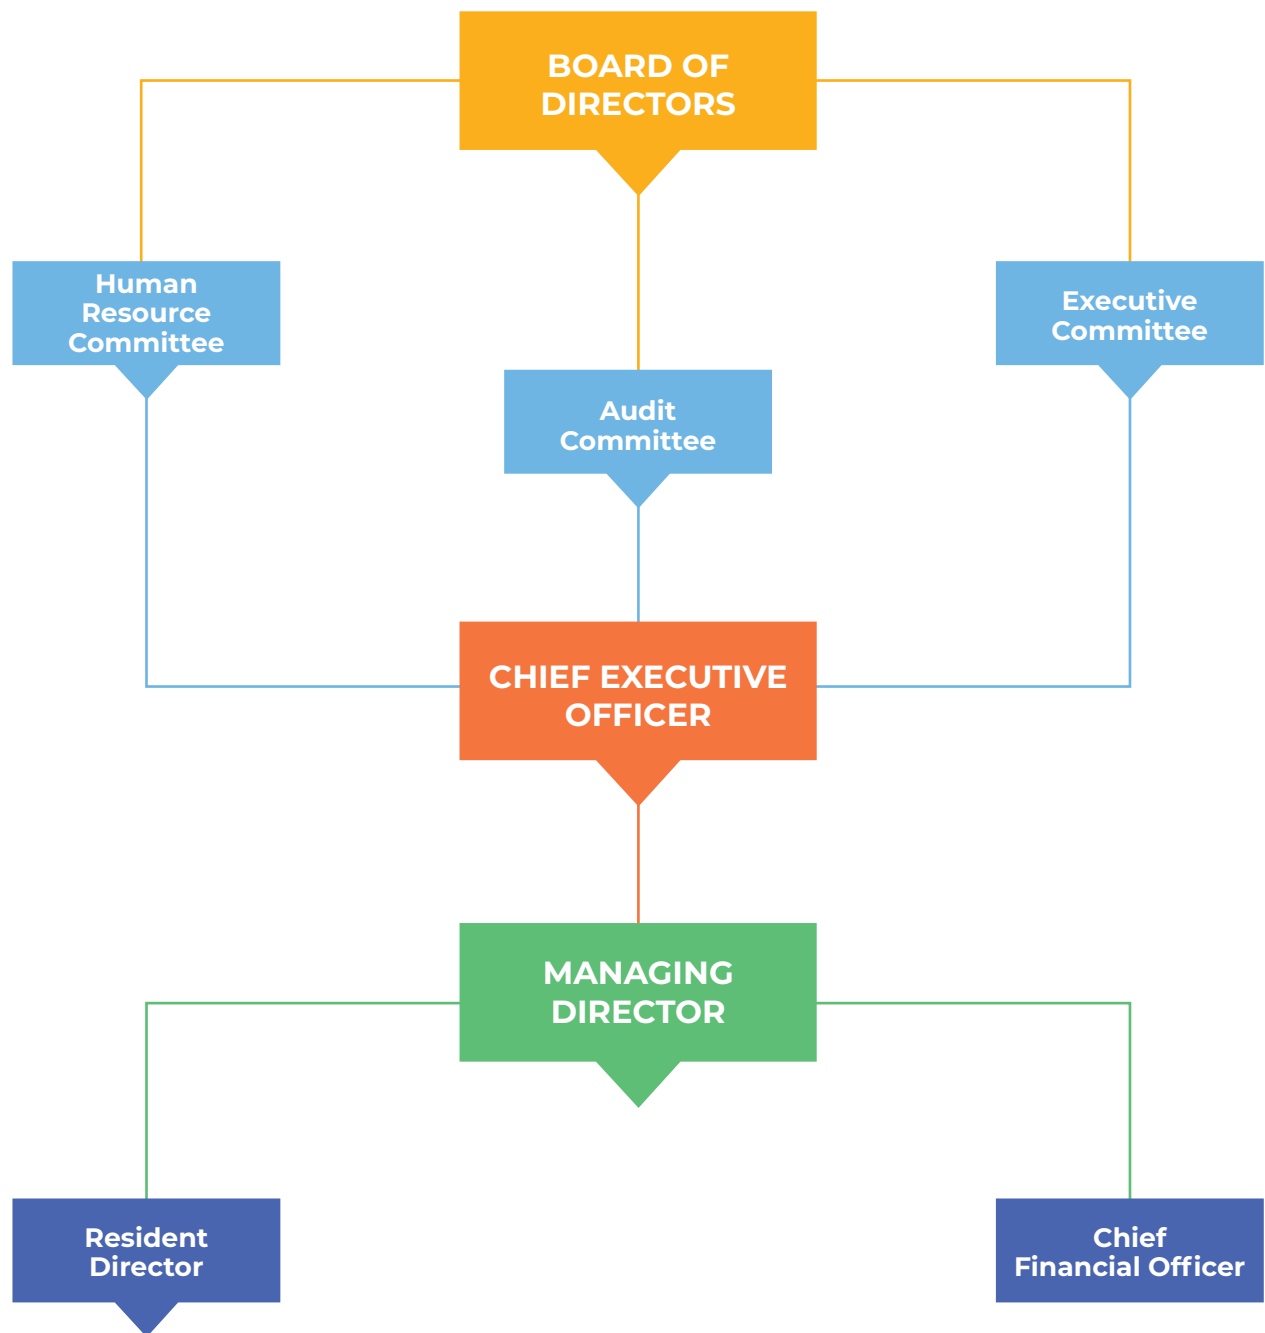 BOARD OF
DIRECTORS
Human
Resource
Committee
Executive
Committee
Audit
Committee
CHIEF EXECUTIVE
OFFICER
MANAGING
DIRECTOR
Resident
Director
Chief
Financial Officer